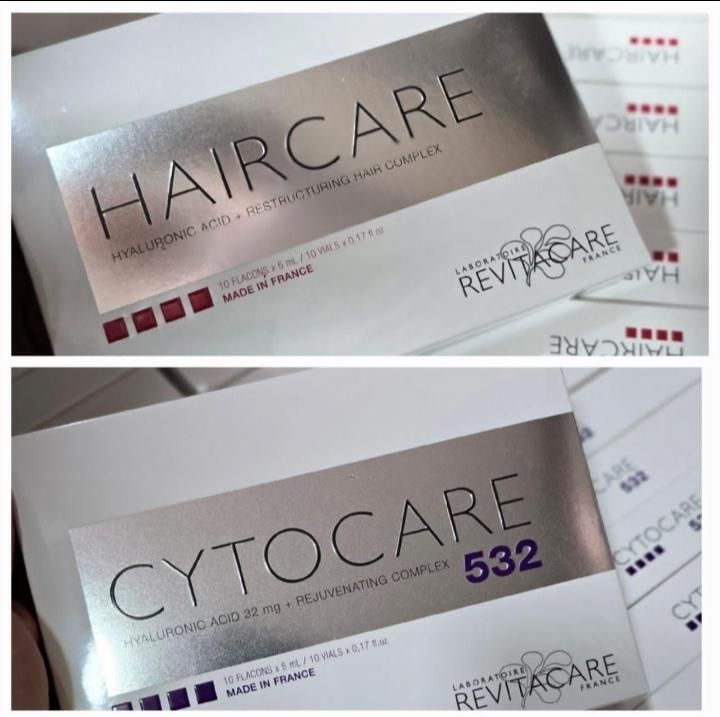 HAIRCARE
HYALURONIC ACID + RESTRUCTURING HAIR COMPLEX
10 FLACONS x 5 mL / 10 VIALS x 0.17 fl.oz
MADE IN FRANCE
LABORATOIRE
REVITACARE
FRANCE
HAIRCARE
HAIRCARE
HAIR
HAIRCARE
CYTOCARE
532
HYALURONIC ACID 32 mg + REJUVENATING COMPLEX
10 FLACONS x 5 mL / 10 VIALS x 0.17 fl.oz
MADE IN FRANCE
LABORATOIRE
REVITACARE
FRANCE
532
CYTOCARE